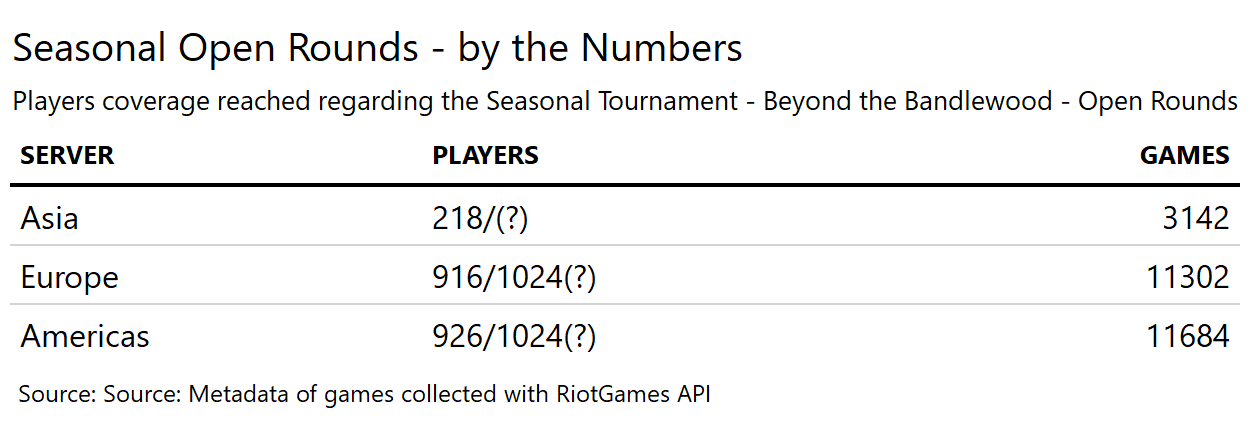 Seasonal Open Rounds - by the Numbers
Players coverage reached regarding the Seasonal Tournament - Beyond the Bandlewood - Open Rounds
SERVER PLAYERS GAMES
Asia 218/(?) 3142
Europe 916/1024(?) 11302
Americas 926/1024(?) 11684
Source: Source: Metadata of games collected with RiotGames API